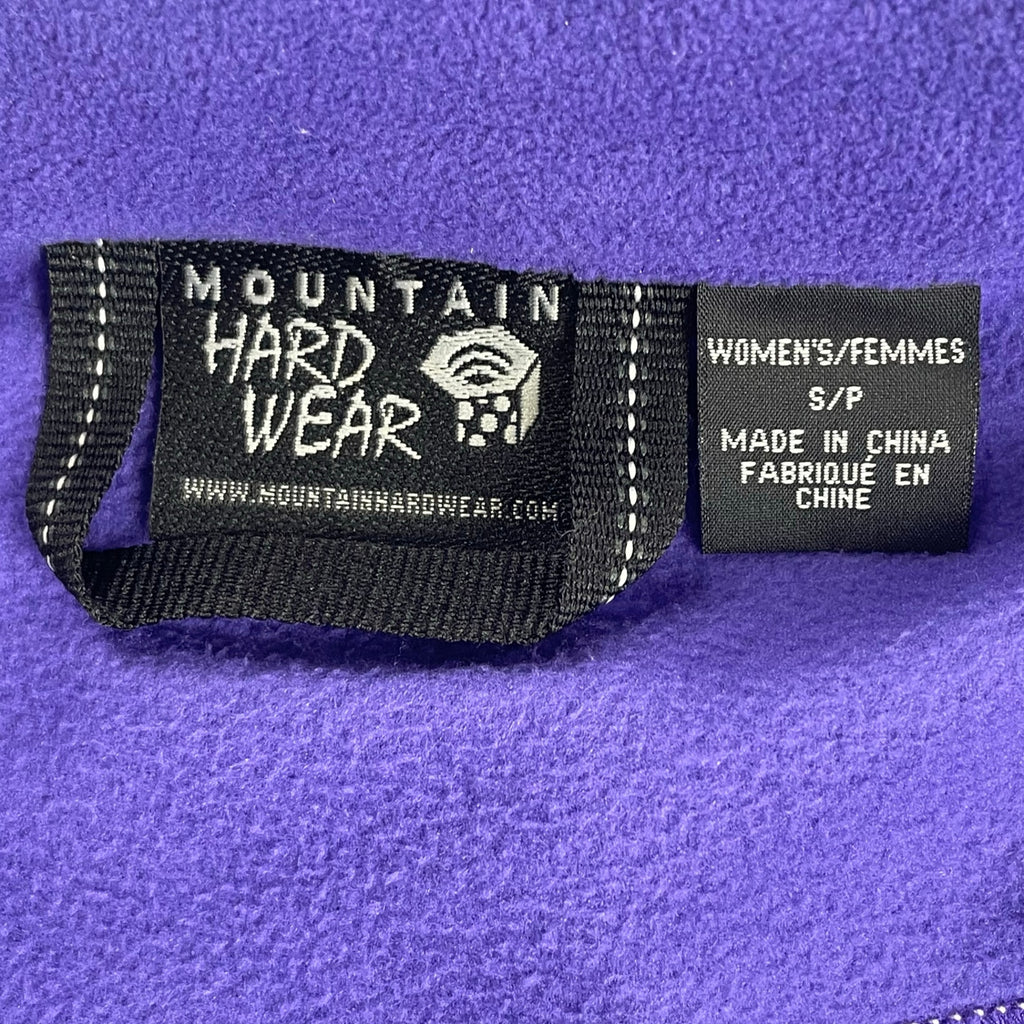 MOUNTAIN
HARD
WEAR
WWW.MOUNTAINHARDWEAR.COM
WOMEN'S/FEMMES
S/P
MADE IN CHINA
FABRIQUÉ EN
CHINE